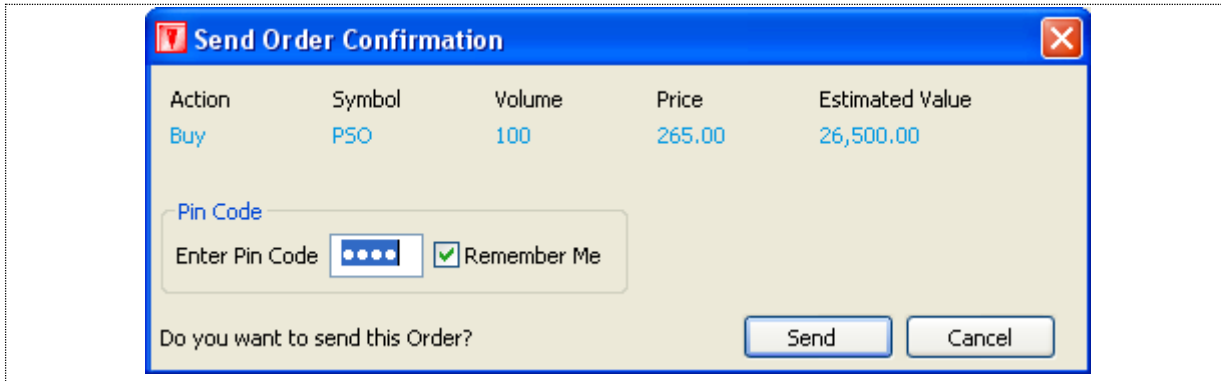 Send Order Confirmation
Action Symbol Volume Price Estimated Value
Buy PSO 100 265.00 26,500.00
Pin Code
Enter Pin Code ●●●● Remember Me
Do you want to send this Order? Send Cancel